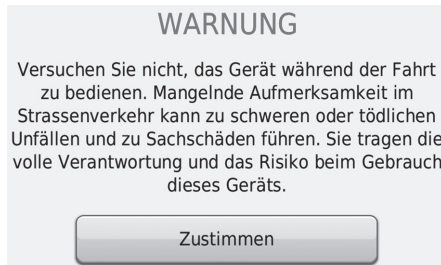 WARNUNG
Versuchen Sie nicht, das Gerät während der Fahrt
zu bedienen. Mangelnde Aufmerksamkeit im
Strassenverkehr kann zu schweren oder tödlichen
Unfällen und zu Sachschäden führen. Sie tragen die
volle Verantwortung und das Risiko beim Gebrauch
dieses Geräts.
Zustimmen